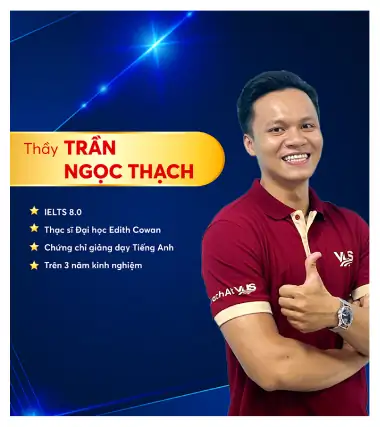 Thầy TRẦN
NGỌC THẠCH
IELTS 8.0
Thạc sĩ Đại học Edith Cowan
Chứng chỉ giảng dạy Tiếng Anh
Trên 3 năm kinh nghiệm
VUS
VUS